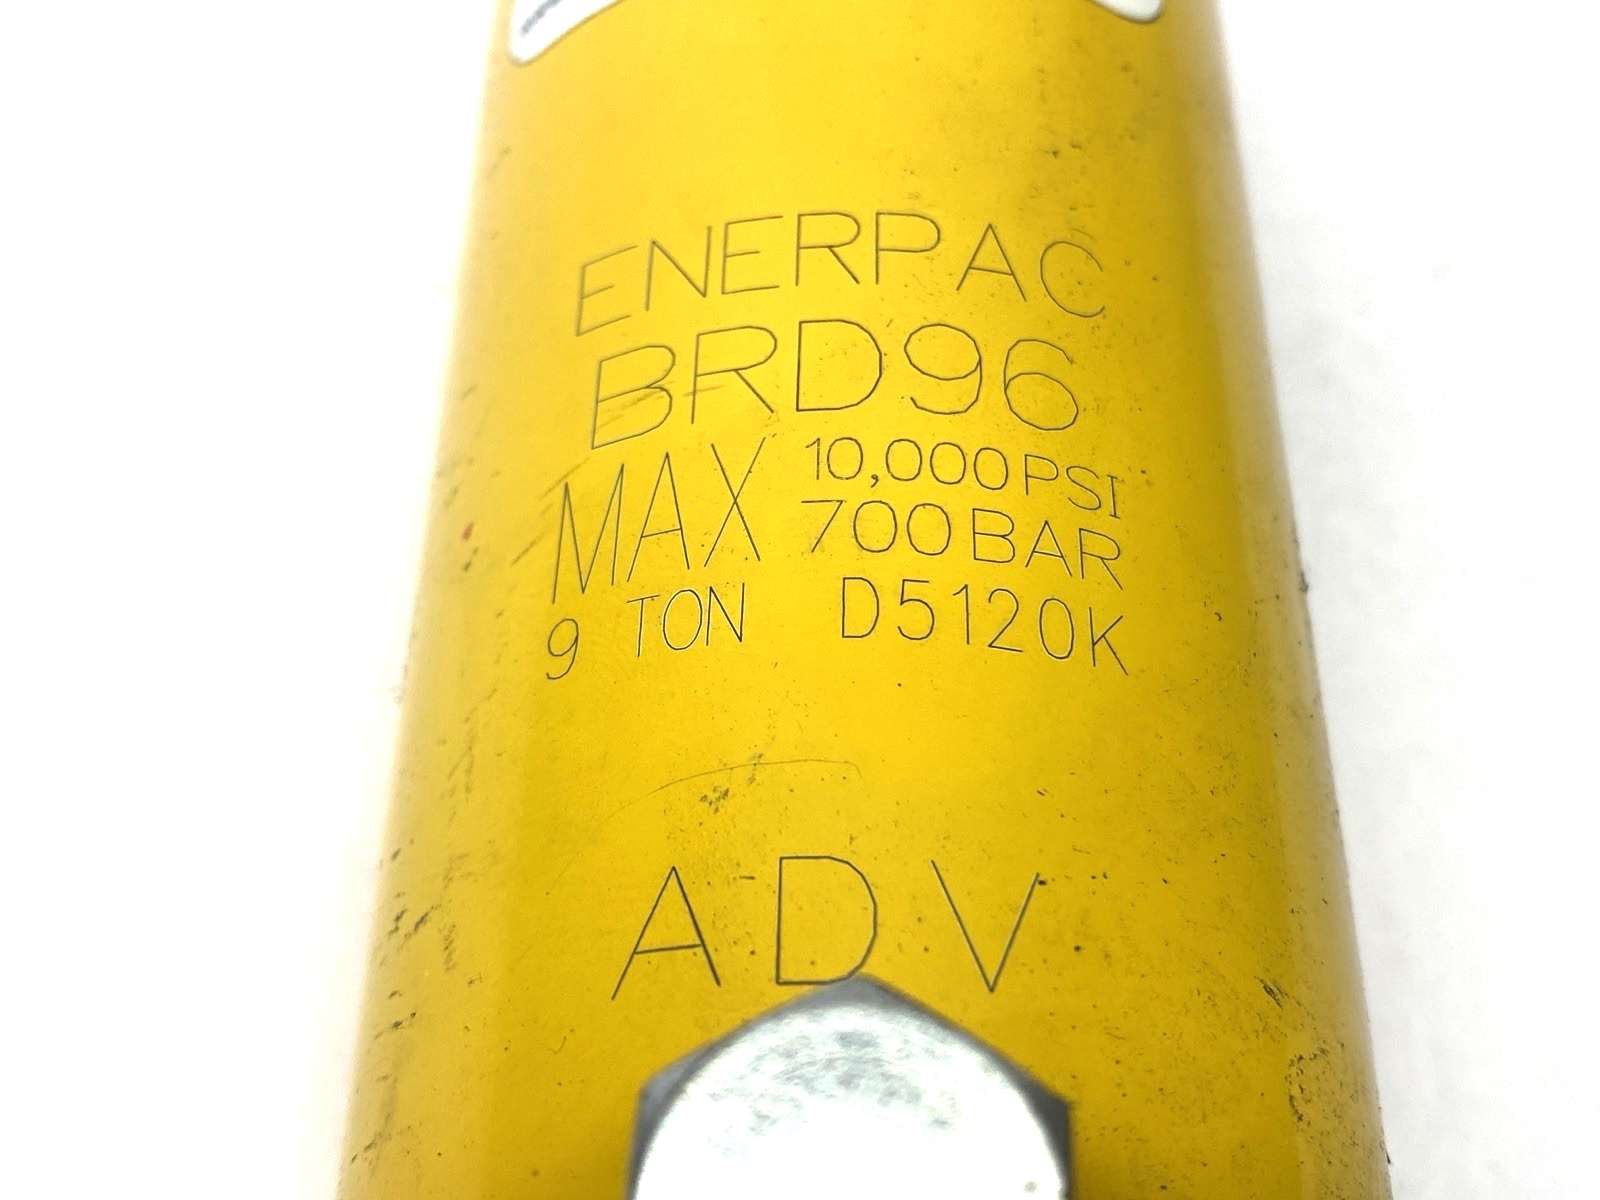 ENERPAC
BRD96
MAX 10,000 PSI
700 BAR
9 TON D5120K
ADV